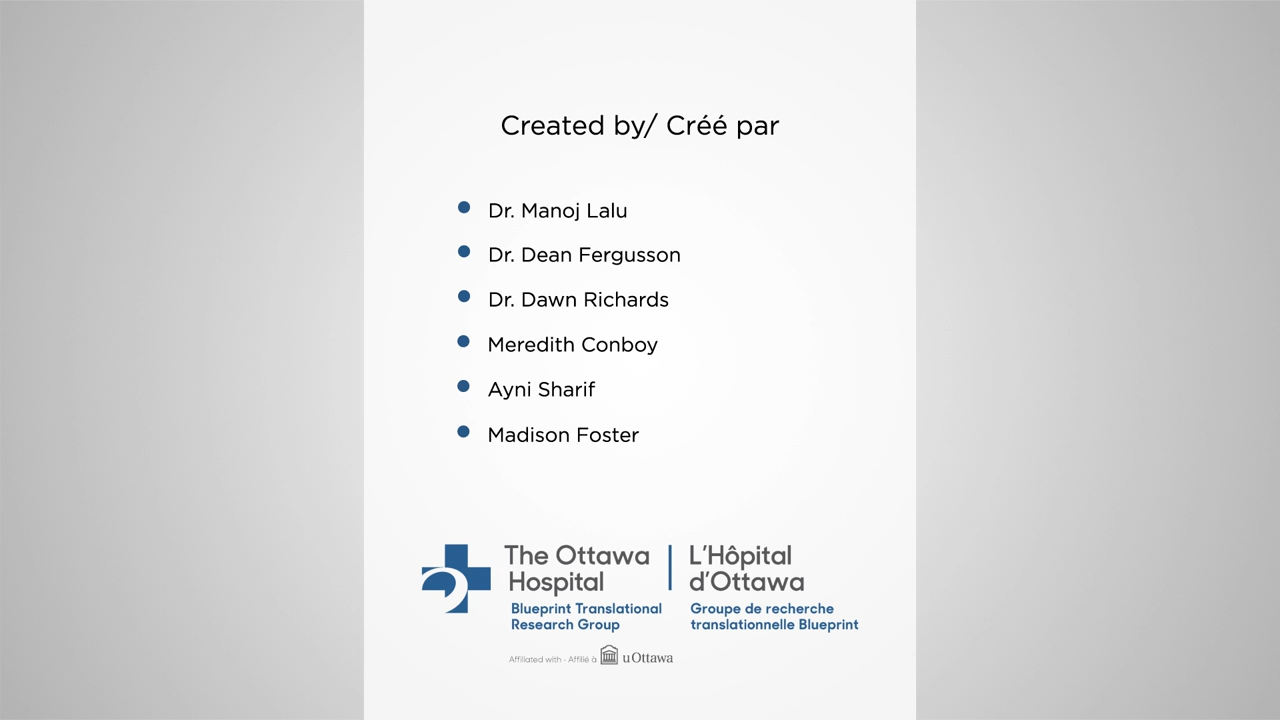 Created by/ Créé par
Dr. Manoj Lalu
Dr. Dean Fergusson
Dr. Dawn Richards
Meredith Conboy
Ayni Sharif
Madison Foster
The Ottawa
Hospital
L'Hôpital
d'Ottawa
Blueprint Translational
Research Group
Groupe de recherche
translationnelle Blueprint
Affiliated with - Affilié à uOttawa